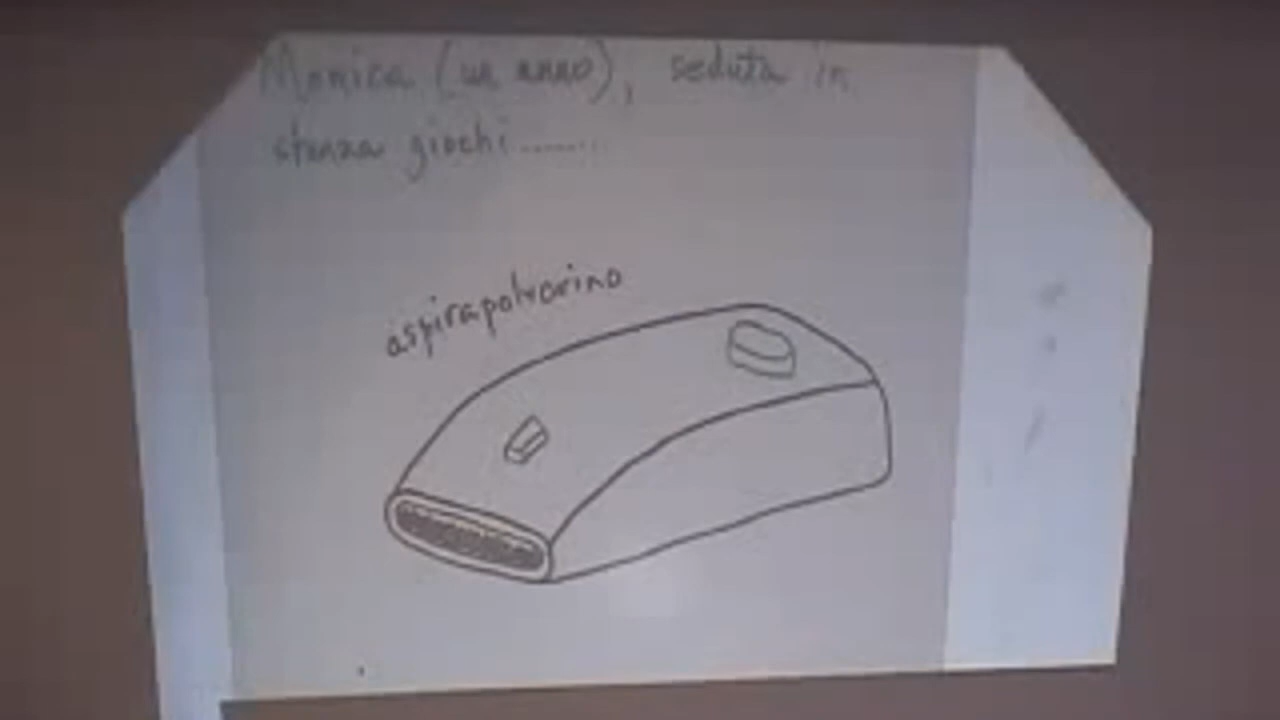 Monica (un anno), seduta in
stanza giochi........
aspirapolverino